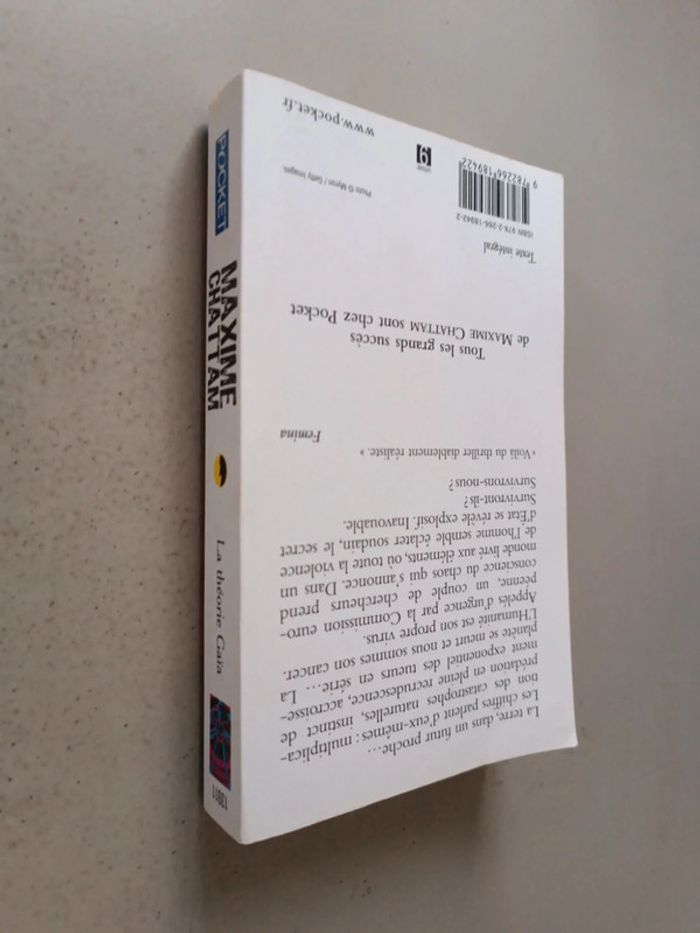 POCKET
MAXIME
CHATTAM
La théorie Gaïa
13911
La terre, dans un futur proche…
Les chiffres parlent d'eux-mêmes : multiplica-
tion des catastrophes naturelles, instinct de
prédation en pleine recrudescence, accroisse-
ment exponentiel des tueurs en série… La
planète se meurt et nous sommes son cancer.
L'Humanité est son propre virus.
Appelés d'urgence par la Commission euro-
péenne, un couple de chercheurs prend
conscience du chaos qui s'annonce. Dans un
monde livré aux éléments, où toute la violence
de l'homme semble éclater soudain, le secret
d'Etat se révèle explosif. Inavouable.
Survivront-ils ?
Survivrons-nous ?
« Voilà du thriller diablement réaliste. »
Femina
Tous les grands succès
de MAXIME CHATTAM sont chez Pocket
Texte intégral
ISBN 978-2-266-18942-2
9 782266 189422
Photo © Myron / Getty Images
www.pocket.fr